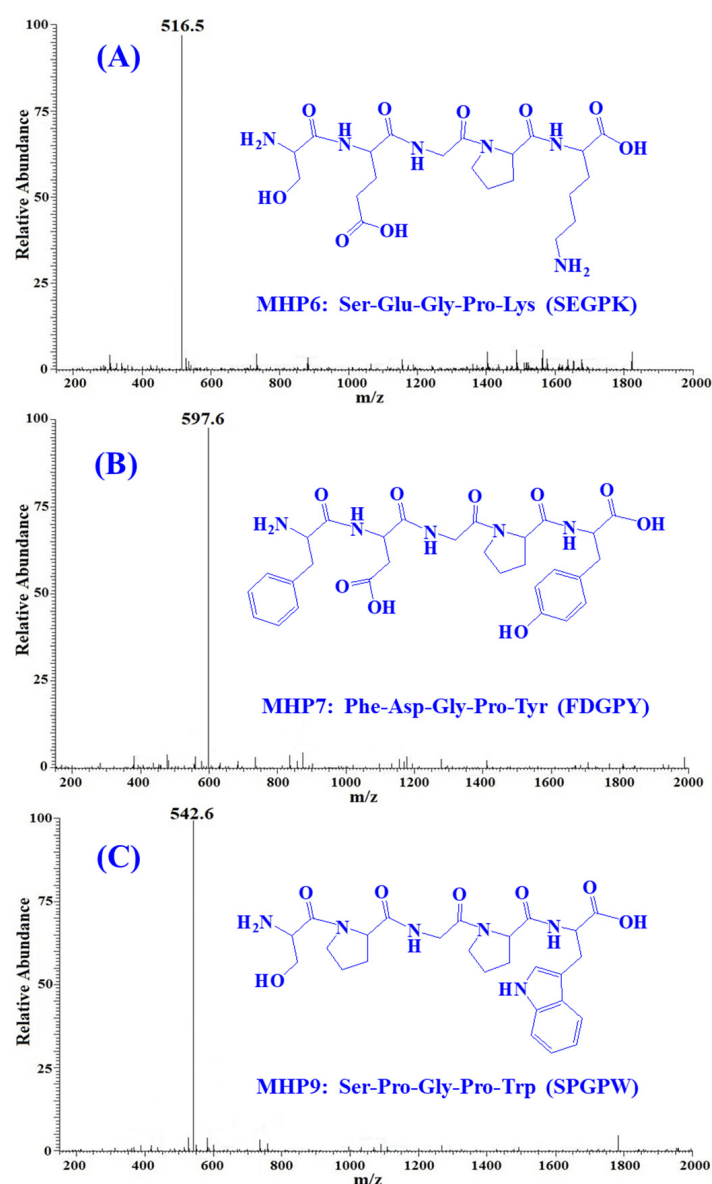 516.5
(A)
100
75
50
25
0
Relative Abundance
H₂N
O
H
N
O
N
H
O
N
O
H
N
O
OH
HO
O
OH
NH₂
MHP6: Ser-Glu-Gly-Pro-Lys (SEGPK)
200 400 600 800 1000 1200 1400 1600 1800 2000
m/z
597.6
(B)
100
75
50
25
0
Relative Abundance
H₂N
O
H
N
O
N
H
O
N
O
N
H
O
OH
O
OH
HO
MHP7: Phe-Asp-Gly-Pro-Tyr (FDGPY)
200 400 600 800 1000 1200 1400 1600 1800 2000
m/z
542.6
(C)
100
75
50
25
0
Relative Abundance
H₂N
O
N
O
N
H
O
N
O
N
H
O
OH
HO
HN
MHP9: Ser-Pro-Gly-Pro-Trp (SPGPW)
200 400 600 800 1000 1200 1400 1600 1800 2000
m/z